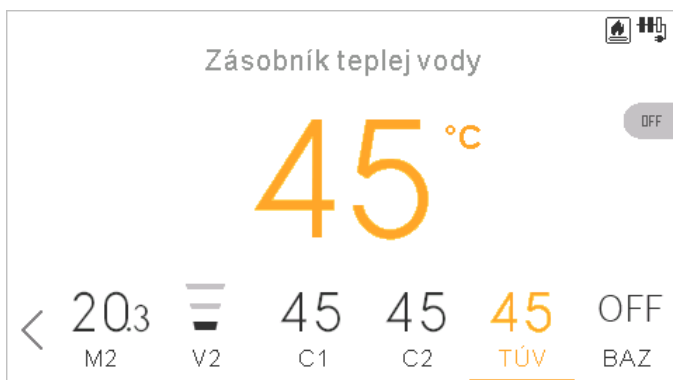 Zásobník teplej vody
45 °C
OFF
20.3 45 45 45 OFF
M2 V2 C1 C2 TÚV BAZ